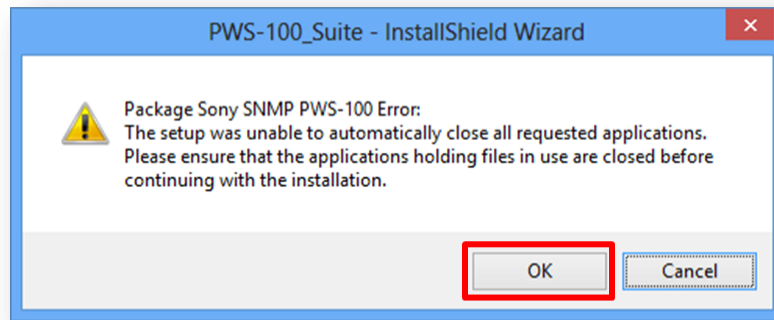 PWS-100_Suite - InstallShield Wizard
Package Sony SNMP PWS-100 Error:
The setup was unable to automatically close all requested applications.
Please ensure that the applications holding files in use are closed before
continuing with the installation.
OK
Cancel